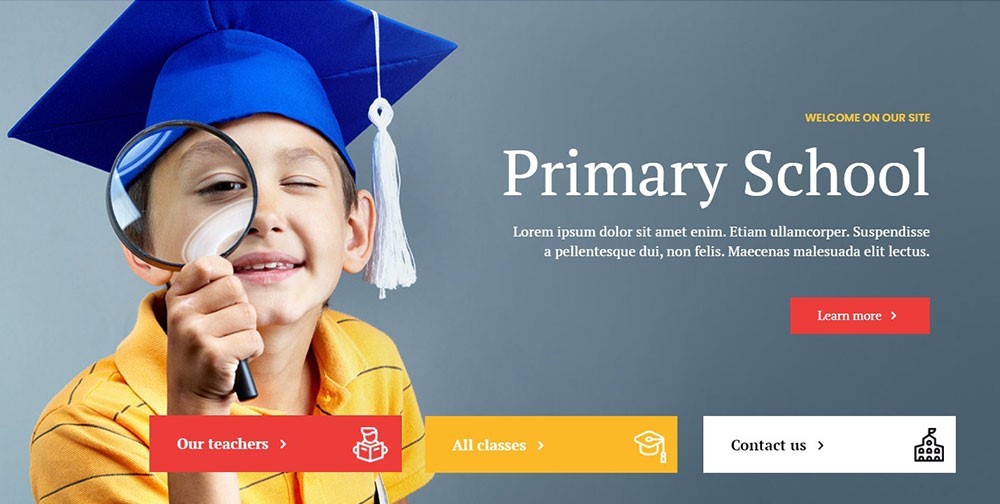 WELCOME ON OUR SITE
Primary School
Lorem ipsum dolor sit amet enim. Etiam ullamcorper. Suspendisse
a pellentesque dui, non felis. Maecenas malesuada elit lectus.
Learn more
Our teachers
All classes
Contact us